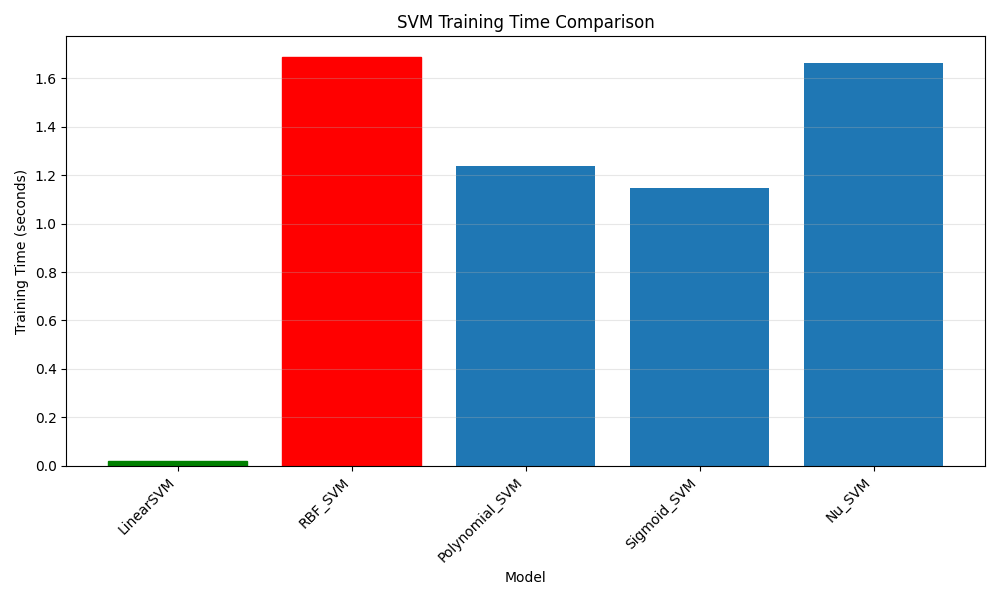 SVM Training Time Comparison
Training Time (seconds)
1.6
1.4
1.2
1.0
0.8
0.6
0.4
0.2
0.0
LinearSVM
RBF_SVM
Polynomial_SVM
Sigmoid_SVM
Nu_SVM
Model